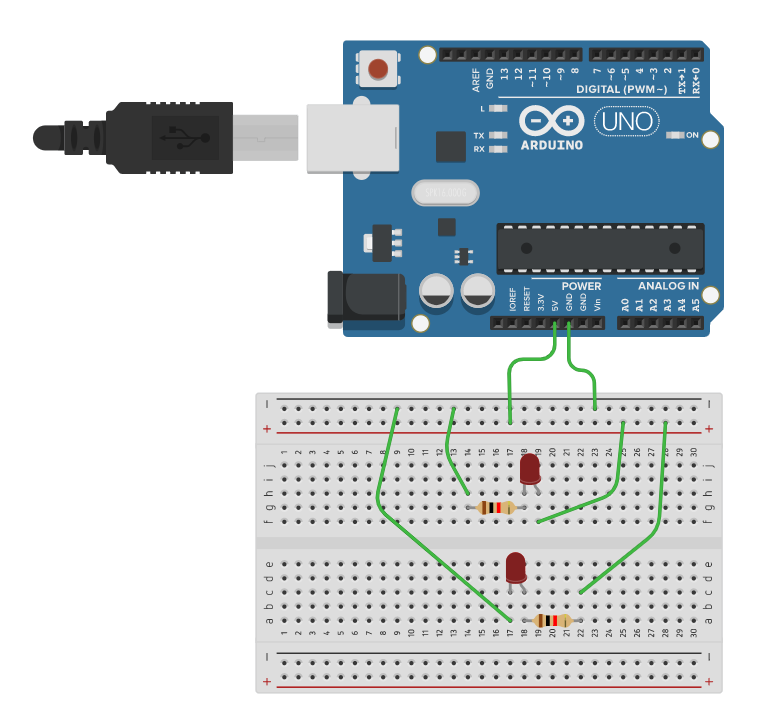 AREF GND 13 12 ~11 ~10 ~9 8 7 ~6 ~5 4 ~3 2 TX→1 RX←0
DIGITAL (PWM ~)
L
TX
RX
ARDUINO
UNO
ON
POWER
ANALOG IN
IOREF RESET 3.3V 5V GND GND Vin A0 A1 A2 A3 A4 A5
− −
+ +
1 2 3 4 5 6 7 8 9 10 11 12 13 14 15 16 17 18 19 20 21 22 23 24 25 26 27 28 29 30
j j
i i
h h
g g
f f
e e
d d
c c
b b
a a
1 2 3 4 5 6 7 8 9 10 11 12 13 14 15 16 17 18 19 20 21 22 23 24 25 26 27 28 29 30
− −
+ +